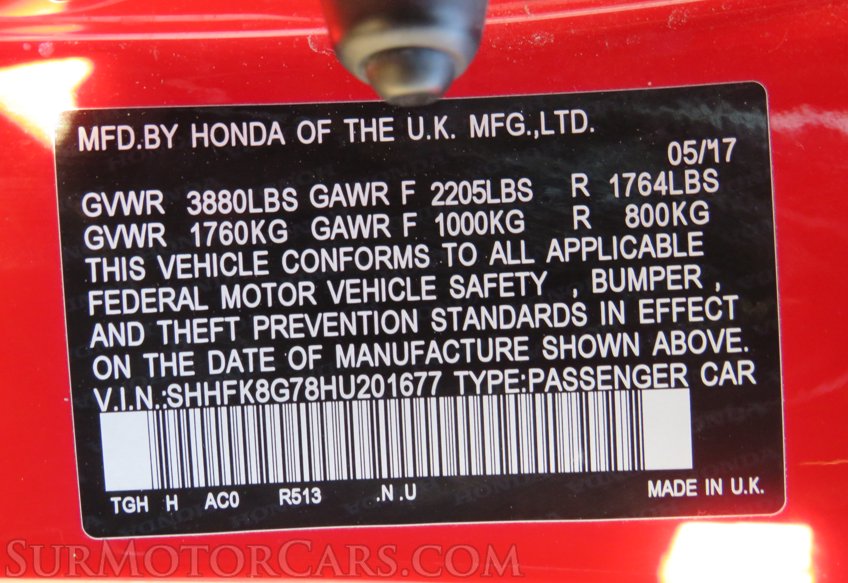 MFD.BY HONDA OF THE U.K. MFG.,LTD.
05/'17
GVWR 3880LBS GAWR F 2205LBS R 1764LBS
GVWR 1760KG GAWR F 1000KG R 800KG
THIS VEHICLE CONFORMS TO ALL APPLICABLE
FEDERAL MOTOR VEHICLE SAFETY , BUMPER ,
AND THEFT PREVENTION STANDARDS IN EFFECT
ON THE DATE OF MANUFACTURE SHOWN ABOVE.
V.I.N.:SHHFK8G78HU201677 TYPE:PASSENGER CAR
TGH H AC0 R513 .N.U MADE IN U.K.
SURMOTORCARS.COM